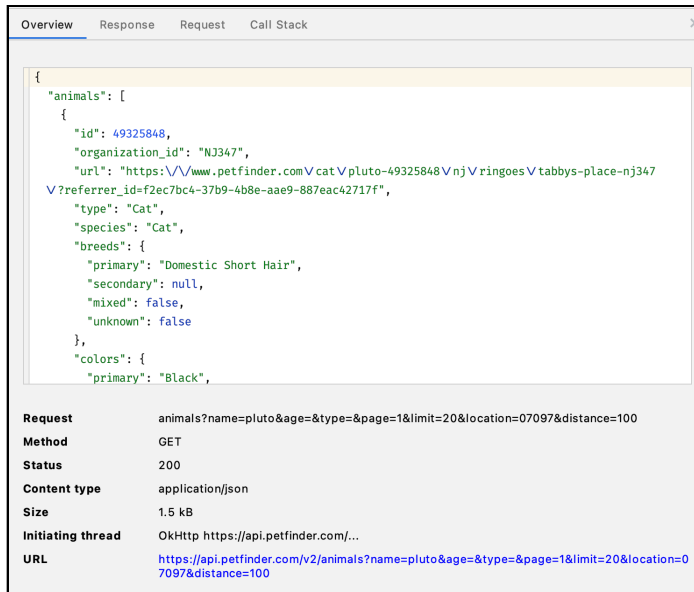 Overview Response Request Call Stack
{
"animals": [
{
"id": 49325848,
"organization_id": "NJ347",
"url": "https:\/\/www.petfinder.com\/cat\/pluto-49325848\/nj\/ringoes\/tabbys-place-nj347
\/?referrer_id=f2ec7bc4-37b9-4b8e-aae9-887eac42717f",
"type": "Cat",
"species": "Cat",
"breeds": {
"primary": "Domestic Short Hair",
"secondary": null,
"mixed": false,
"unknown": false
},
"colors": {
"primary": "Black",
Request animals?name=pluto&age=&type=&page=1&limit=20&location=07097&distance=100
Method GET
Status 200
Content type application/json
Size 1.5 kB
Initiating thread OkHttp https://api.petfinder.com/...
URL https://api.petfinder.com/v2/animals?name=pluto&age=&type=&page=1&limit=20&location=0
7097&distance=100